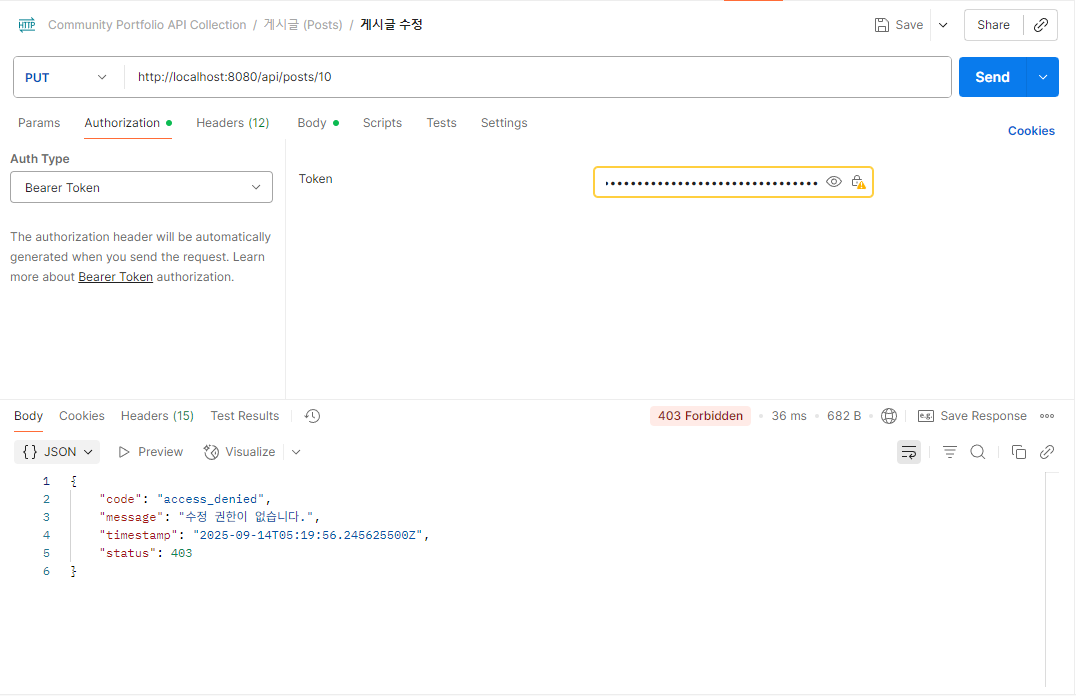 HTTP Community Portfolio API Collection / 게시글 (Posts) / 게시글 수정 Save Share
PUT http://localhost:8080/api/posts/10 Send
Params Authorization Headers (12) Body Scripts Tests Settings Cookies
Auth Type
Bearer Token
Token
The authorization header will be automatically
generated when you send the request. Learn
more about Bearer Token authorization.
Body Cookies Headers (15) Test Results 403 Forbidden 36 ms 682 B e.g. Save Response
{} JSON Preview Visualize
1 {
2 "code": "access_denied",
3 "message": "수정 권한이 없습니다.",
4 "timestamp": "2025-09-14T05:19:56.245625500Z",
5 "status": 403
6 }